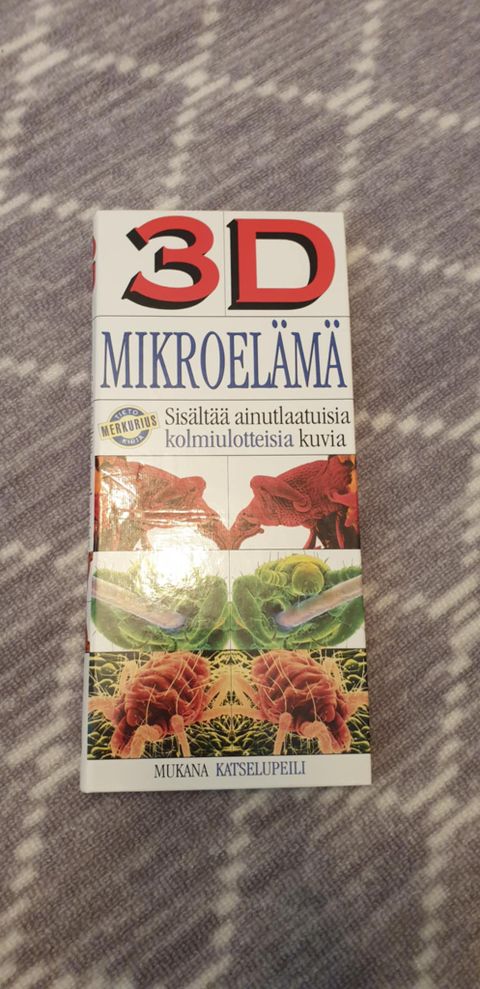 3D
MIKROELÄMÄ
TIETO
MERKURIUS
KIRJA
Sisältää ainutlaatuisia
kolmiulotteisia kuvia
MUKANA KATSELUPEILI